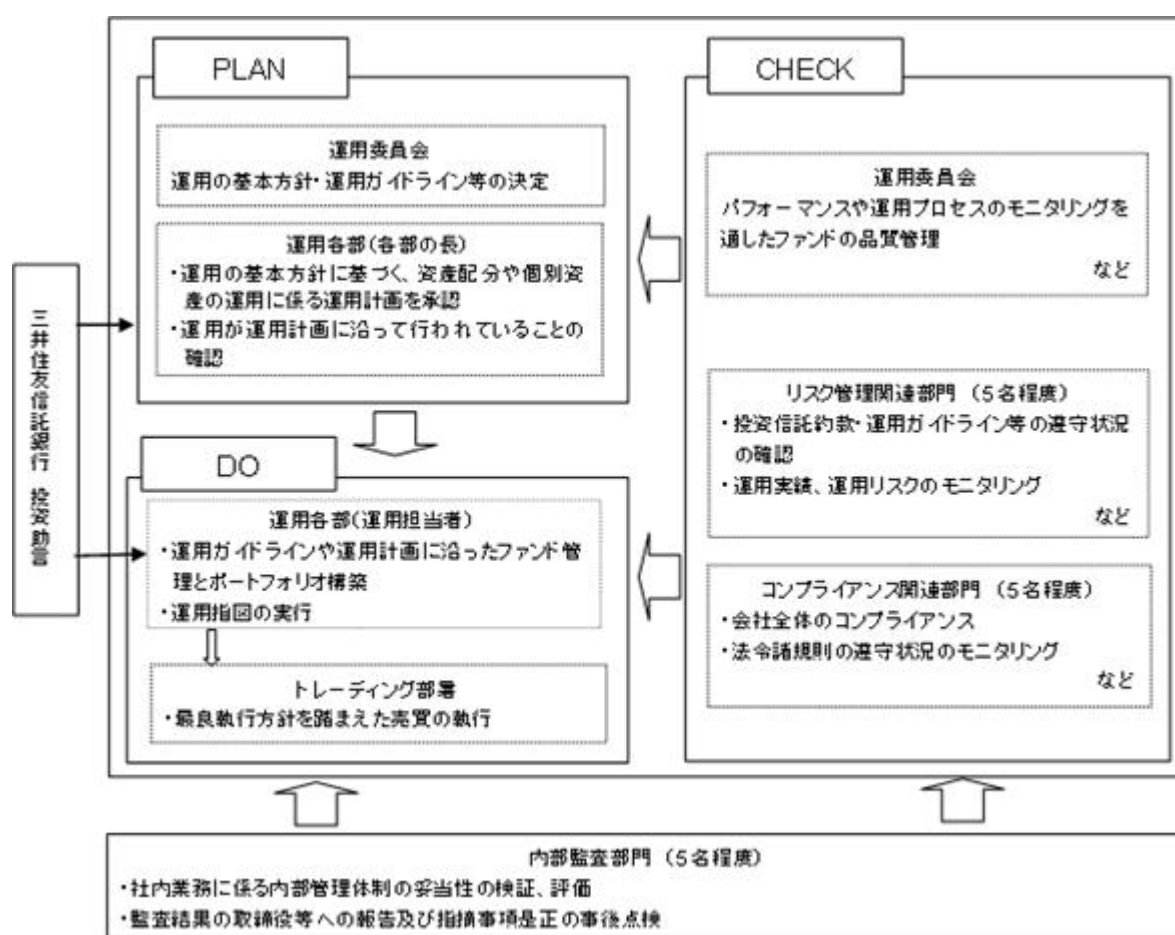 PLAN
運用委員会
運用の基本方針・運用ガイドライン等の決定
運用各部(各部の長)
・運用の基本方針に基づく、資産配分や個別資
産の運用に係る運用計画を承認
・運用が運用計画に沿って行われていることの
確認
三井住友信託銀行 投資助言
DO
運用各部(運用担当者)
・運用ガイドラインや運用計画に沿ったファンド管
理とポートフォリオ構築
・運用指図の実行
トレーディング部署
・最良執行方針を踏まえた売買の執行
CHECK
運用委員会
パフォーマンスや運用プロセスのモニタリングを
通したファンドの品質管理
など
リスク管理関連部門 (5名程度)
・投資信託約款・運用ガイドライン等の遵守状況
の確認
・運用実績、運用リスクのモニタリング
など
コンプライアンス関連部門 (5名程度)
・会社全体のコンプライアンス
・法令諸規則の遵守状況のモニタリング
など
内部監査部門 (5名程度)
・社内業務に係る内部管理体制の妥当性の検証、評価
・監査結果の取締役等への報告及び指摘事項是正の事後点検